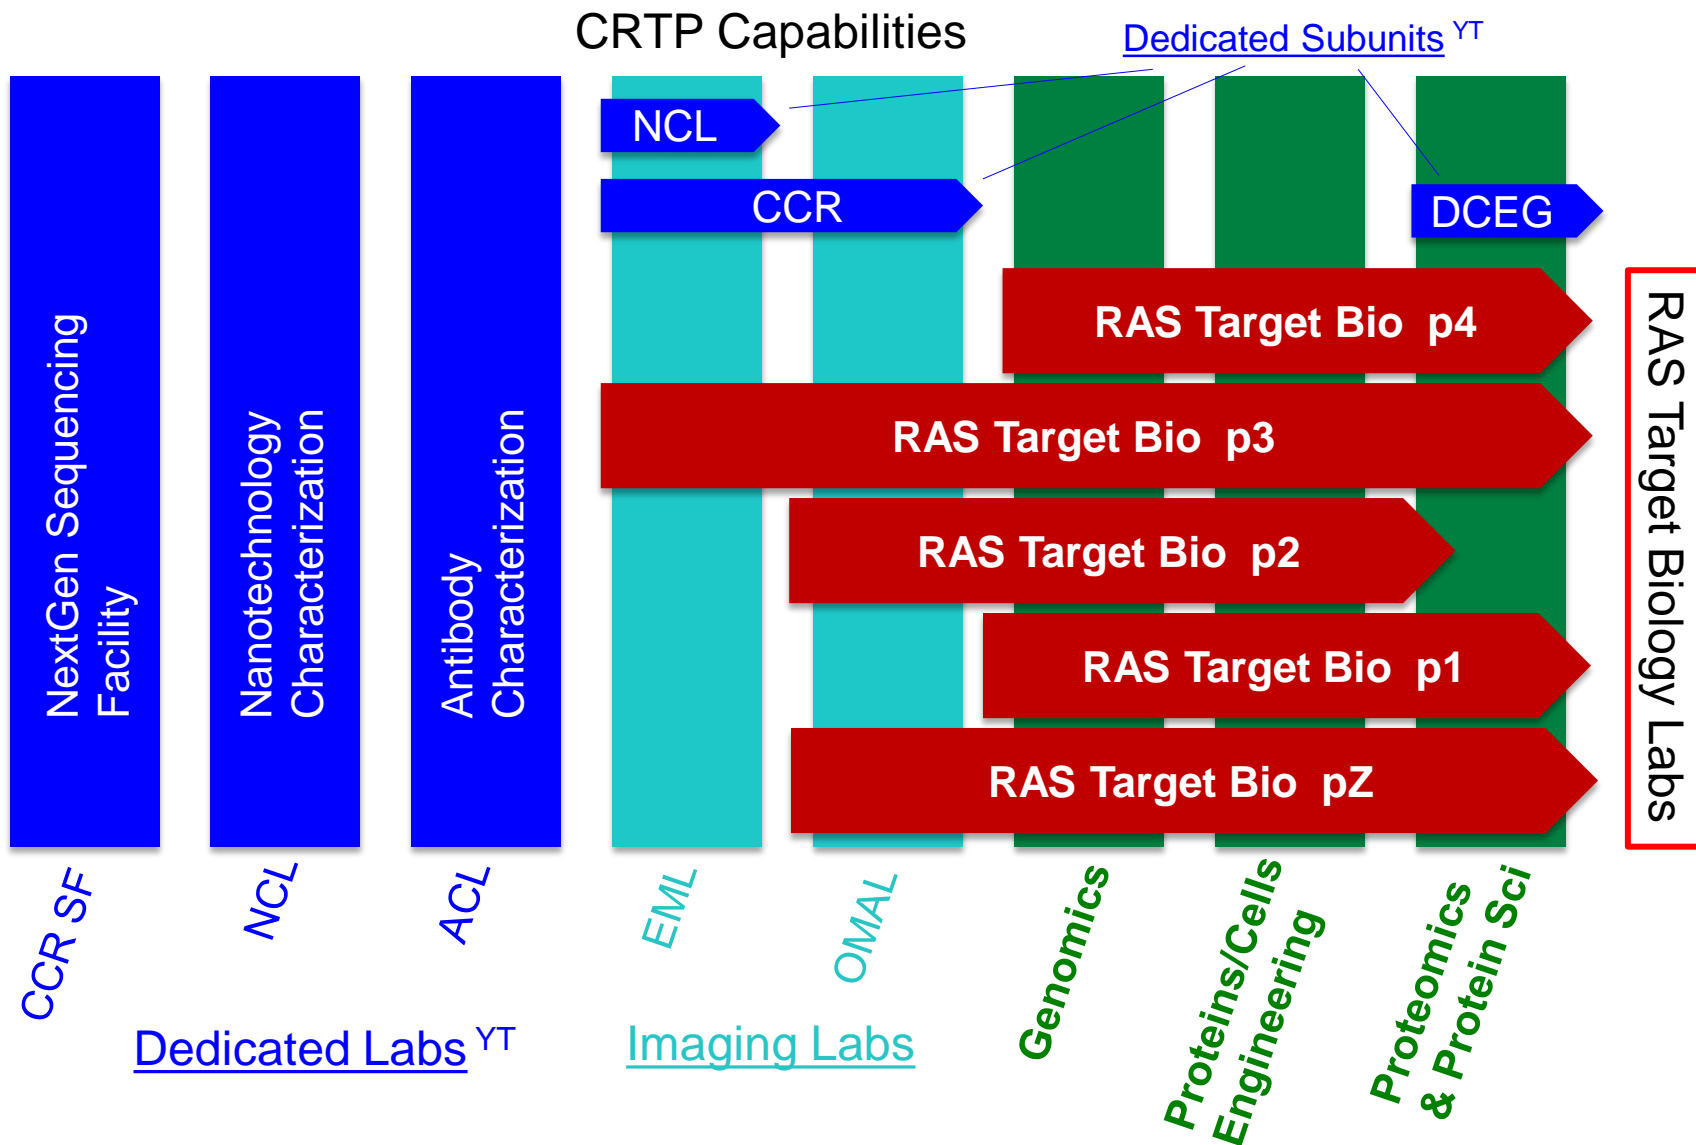 CRTP Capabilities
Dedicated Subunits YT
NCL
CCR
DCEG
RAS Target Bio p4
RAS Target Bio p3
RAS Target Bio p2
RAS Target Bio p1
RAS Target Bio pZ
RAS Target Biology Labs
NextGen Sequencing
Facility
Nanotechnology
Characterization
Antibody
Characterization
CCR SF
NCL
ACL
EML
OMAL
Genomics
Proteins/Cells
Engineering
Proteomics
& Protein Sci
Dedicated Labs YT
Imaging Labs